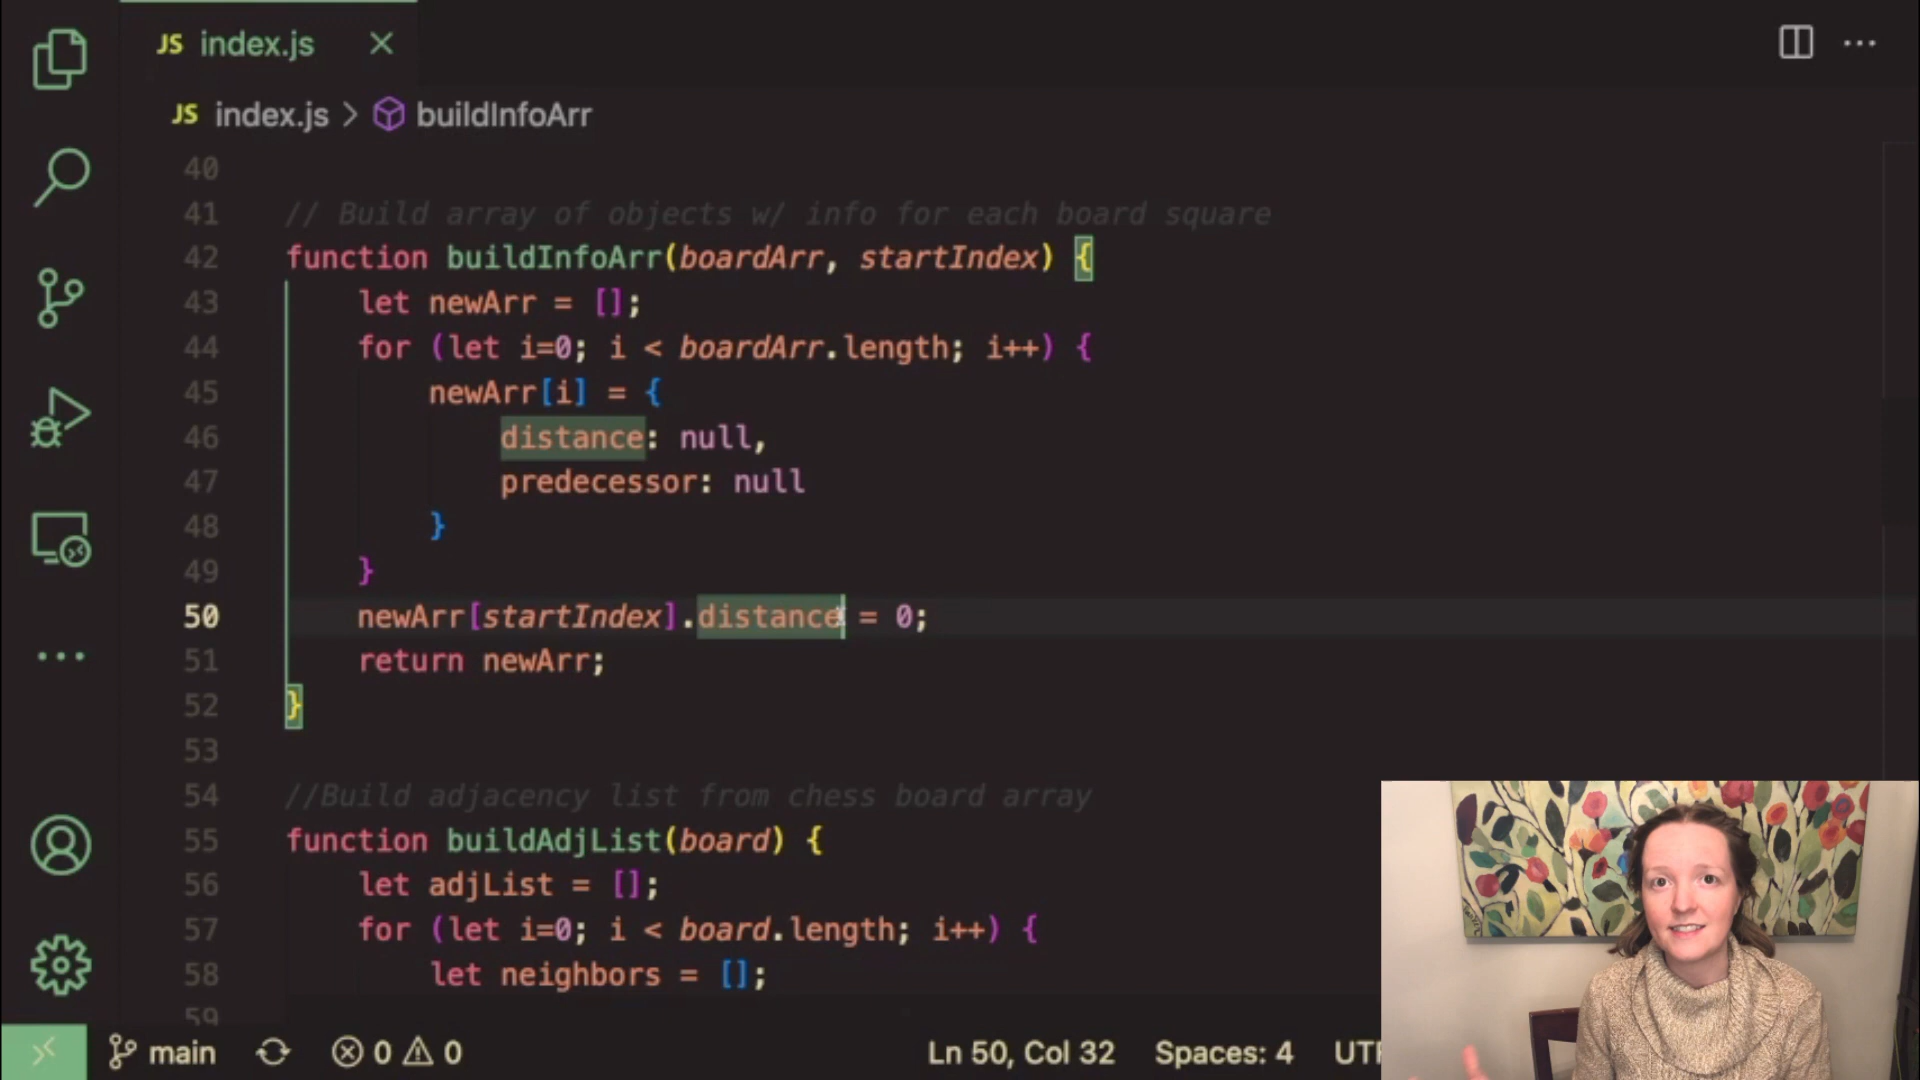 JS index.js
JS index.js > buildInfoArr
40
41 // Build array of objects w/ info for each board square
42 function buildInfoArr(boardArr, startIndex) {
43 let newArr = [];
44 for (let i=0; i < boardArr.length; i++) {
45 newArr[i] = {
46 distance: null,
47 predecessor: null
48 }
49 }
50 newArr[startIndex].distance = 0;
51 return newArr;
52 }
53
54 //Build adjacency list from chess board array
55 function buildAdjList(board) {
56 let adjList = [];
57 for (let i=0; i < board.length; i++) {
58 let neighbors = [];
59
main 0 0 Ln 50, Col 32 Spaces: 4 UTF